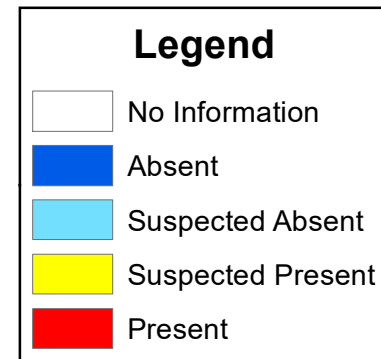 Legend
No Information
Absent
Suspected Absent
Suspected Present
Present